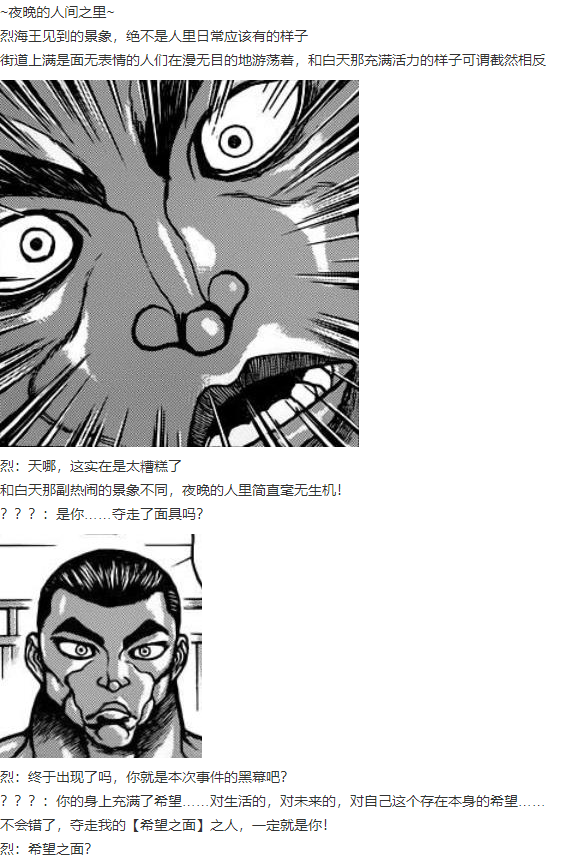 ~夜晚的人间之里~
烈海王见到的景象，绝不是人里日常应该有的样子
街道上满是面无表情的人们在漫无目的地游荡着，和白天那充满活力的样子可谓截然相反
烈：天哪，这实在是太糟糕了
和白天那副热闹的景象不同，夜晚的人里简直毫无生机！
？？？：是你……夺走了面具吗？
烈：终于出现了吗，你就是本次事件的黑幕吧？
？？？：你的身上充满了希望……对生活的，对未来的，对自己这个存在本身的希望……
不会错了，夺走我的【希望之面】之人，一定就是你！
烈：希望之面？